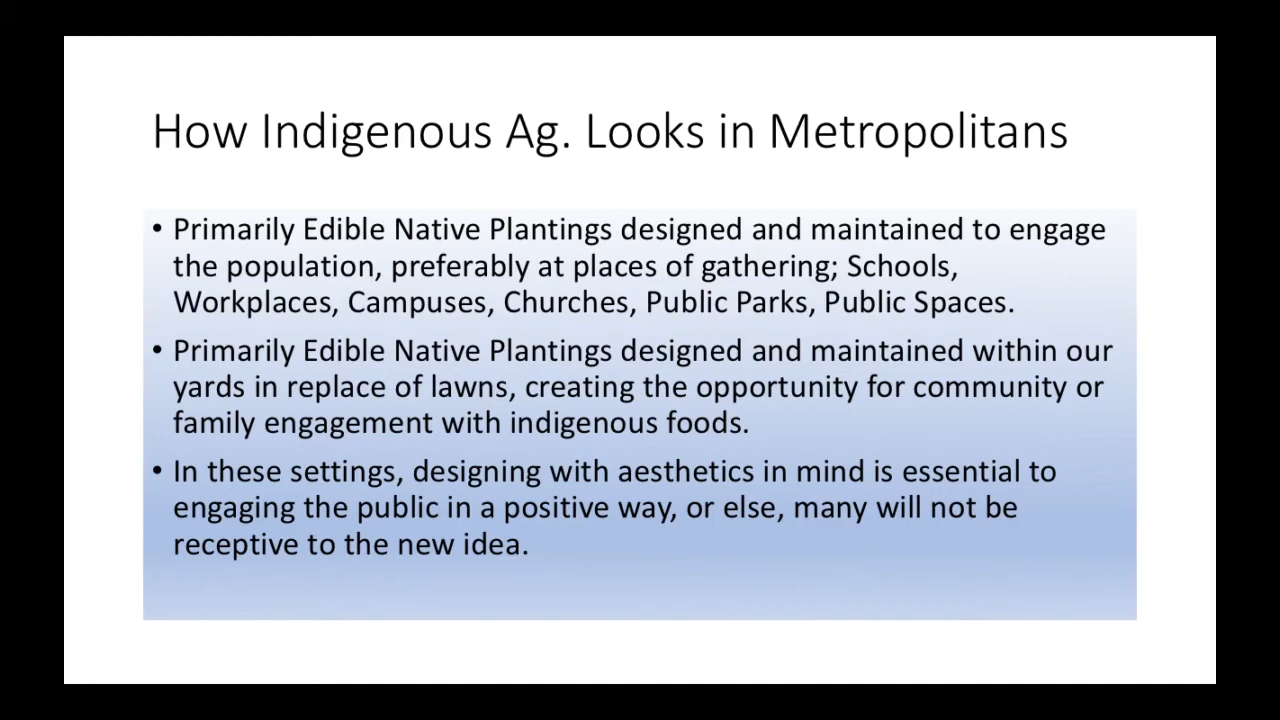 How Indigenous Ag. Looks in Metropolitans
• Primarily Edible Native Plantings designed and maintained to engage
the population, preferably at places of gathering; Schools,
Workplaces, Campuses, Churches, Public Parks, Public Spaces.
• Primarily Edible Native Plantings designed and maintained within our
yards in replace of lawns, creating the opportunity for community or
family engagement with indigenous foods.
• In these settings, designing with aesthetics in mind is essential to
engaging the public in a positive way, or else, many will not be
receptive to the new idea.